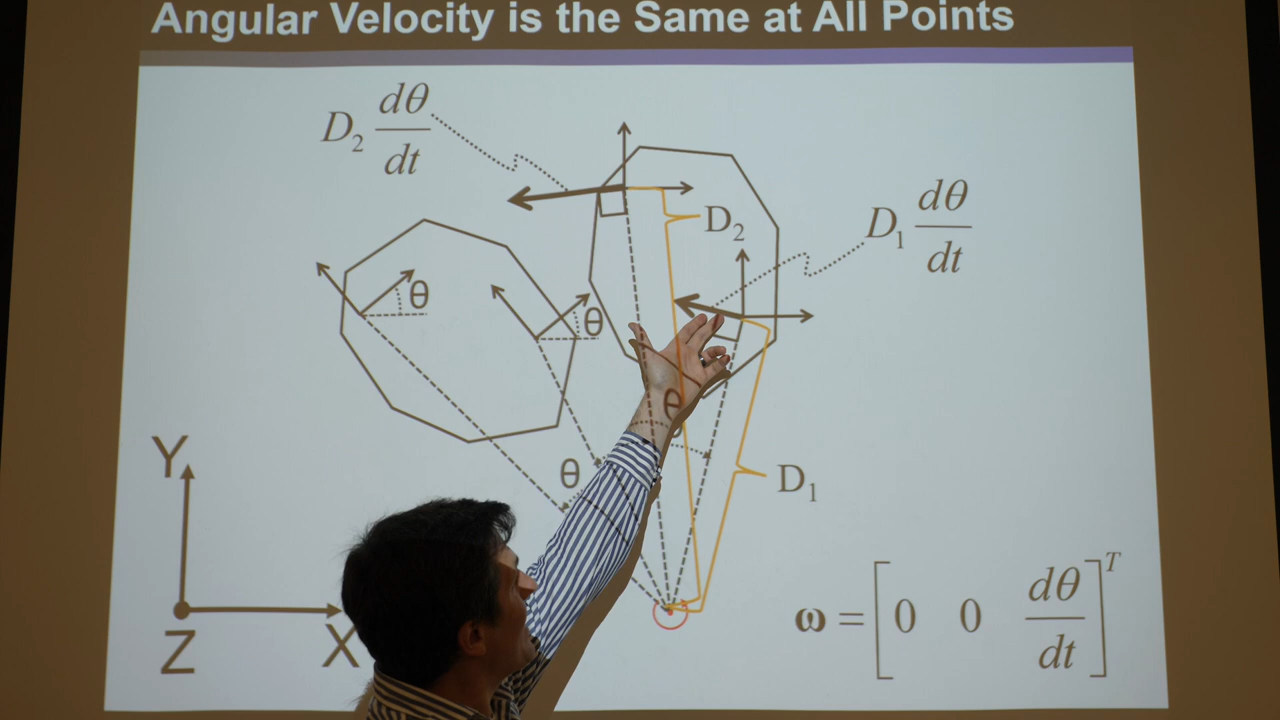 Angular Velocity is the Same at All Points
D₂ dθ/dt
D₁ dθ/dt
D₂
θ
θ
θ
θ
D₁
Y
X
Z
ω = [0 0 dθ/dt]ᵀ